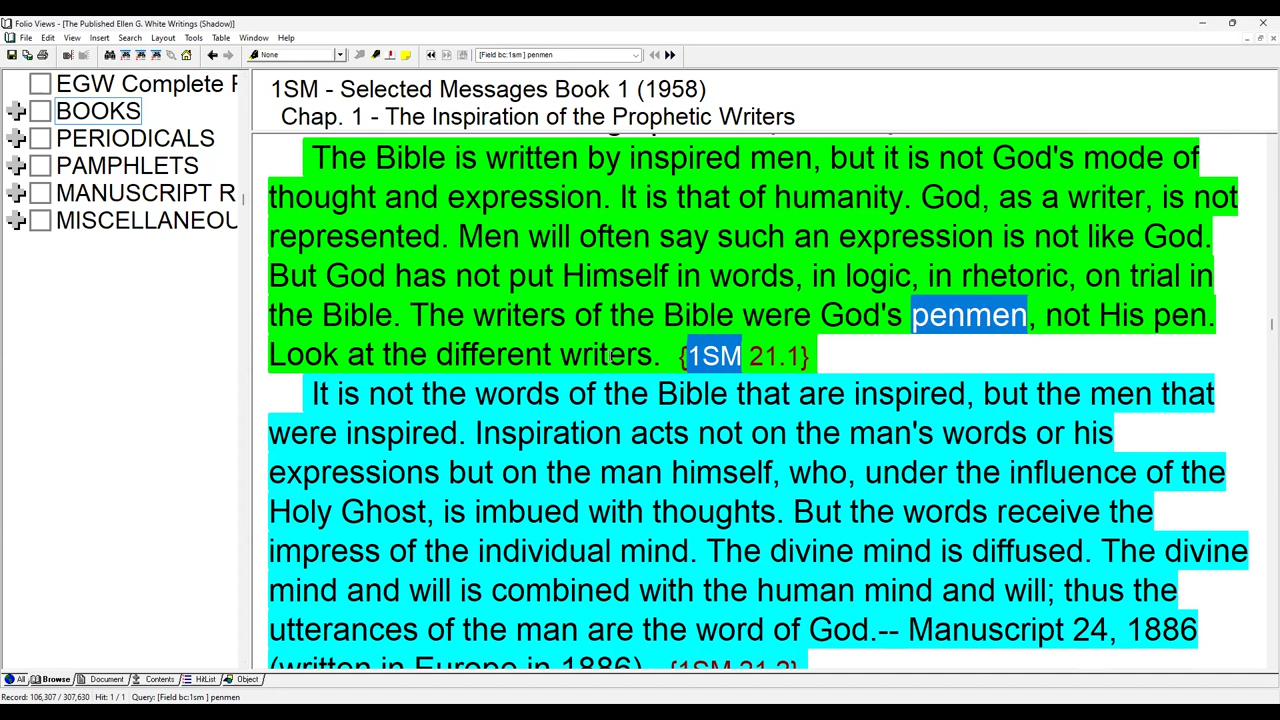 Folio Views - [The Published Ellen G. White Writings (Shadow)]
File Edit View Insert Search Layout Tools Table Window Help
None [Field bc:1sm ] penmen
EGW Complete
BOOKS
PERIODICALS
PAMPHLETS
MANUSCRIPT R
MISCELLANEOU
1SM - Selected Messages Book 1 (1958)
Chap. 1 - The Inspiration of the Prophetic Writers
The Bible is written by inspired men, but it is not God's mode of
thought and expression. It is that of humanity. God, as a writer, is not
represented. Men will often say such an expression is not like God.
But God has not put Himself in words, in logic, in rhetoric, on trial in
the Bible. The writers of the Bible were God's penmen, not His pen.
Look at the different writers. {1SM 21.1}
It is not the words of the Bible that are inspired, but the men that
were inspired. Inspiration acts not on the man's words or his
expressions but on the man himself, who, under the influence of the
Holy Ghost, is imbued with thoughts. But the words receive the
impress of the individual mind. The divine mind is diffused. The divine
mind and will is combined with the human mind and will; thus the
utterances of the man are the word of God.-- Manuscript 24, 1886
(written in Europe in 1886). {1SM 21.2}
All Browse Document Contents HitList Object
Record: 106,307 / 307,630 Hit: 1 / 1 Query: [Field bc:1sm ] penmen